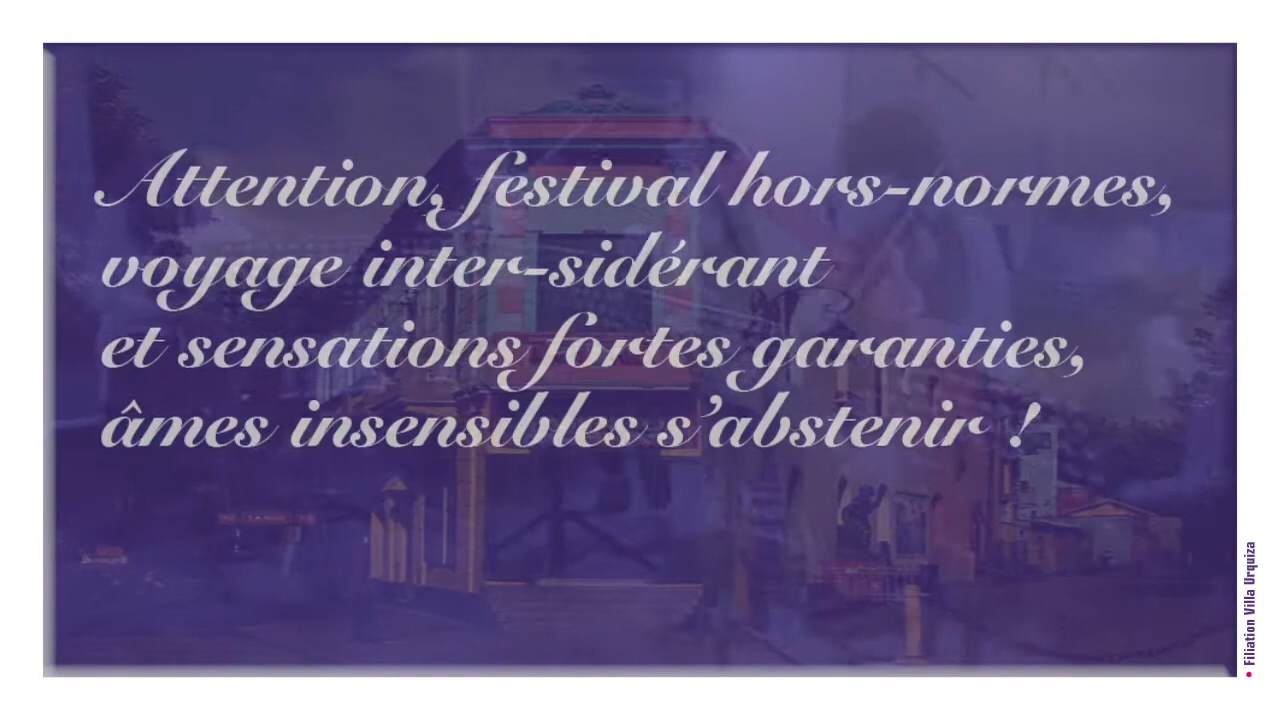 Attention, festival hors-normes,
voyage inter-sidérant
et sensations fortes garanties,
âmes insensibles s’abstenir !
• Filiation Villa Urquiza